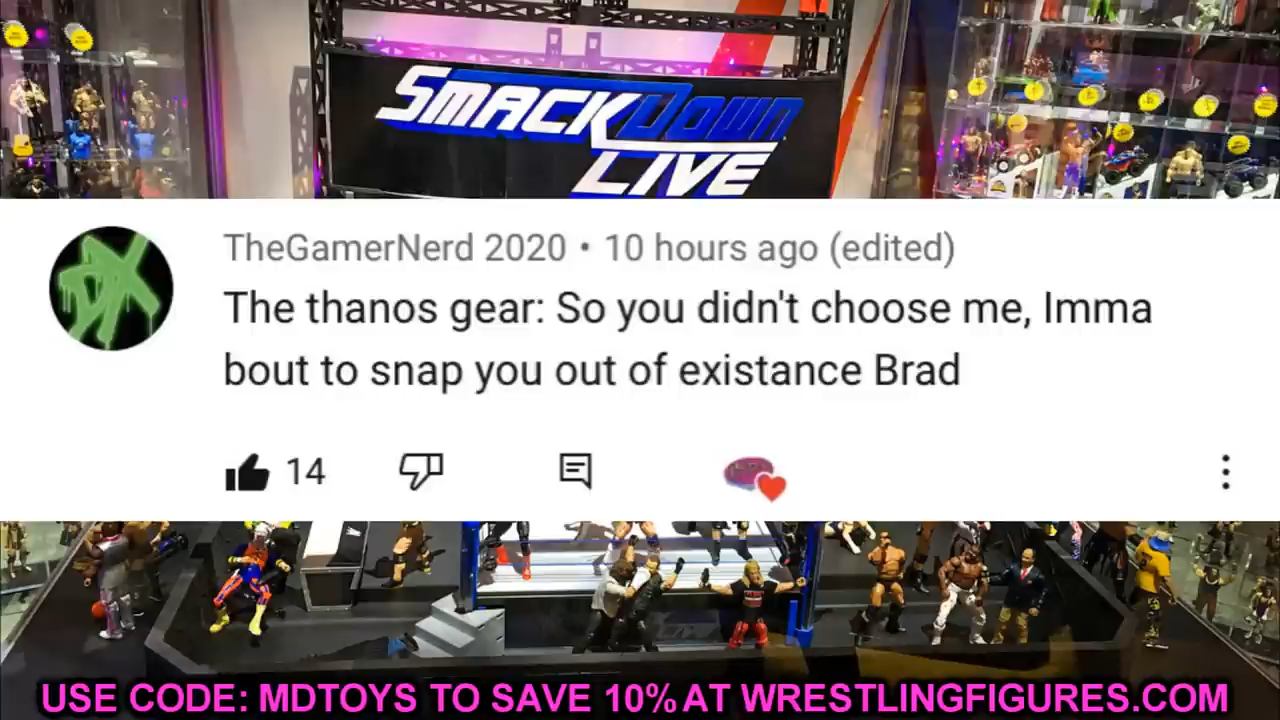 SMACKDOWN
LIVE
TheGamerNerd 2020 • 10 hours ago (edited)
The thanos gear: So you didn't choose me, Imma
bout to snap you out of existance Brad
14
USE CODE: MDTOYS TO SAVE 10% AT WRESTLINGFIGURES.COM